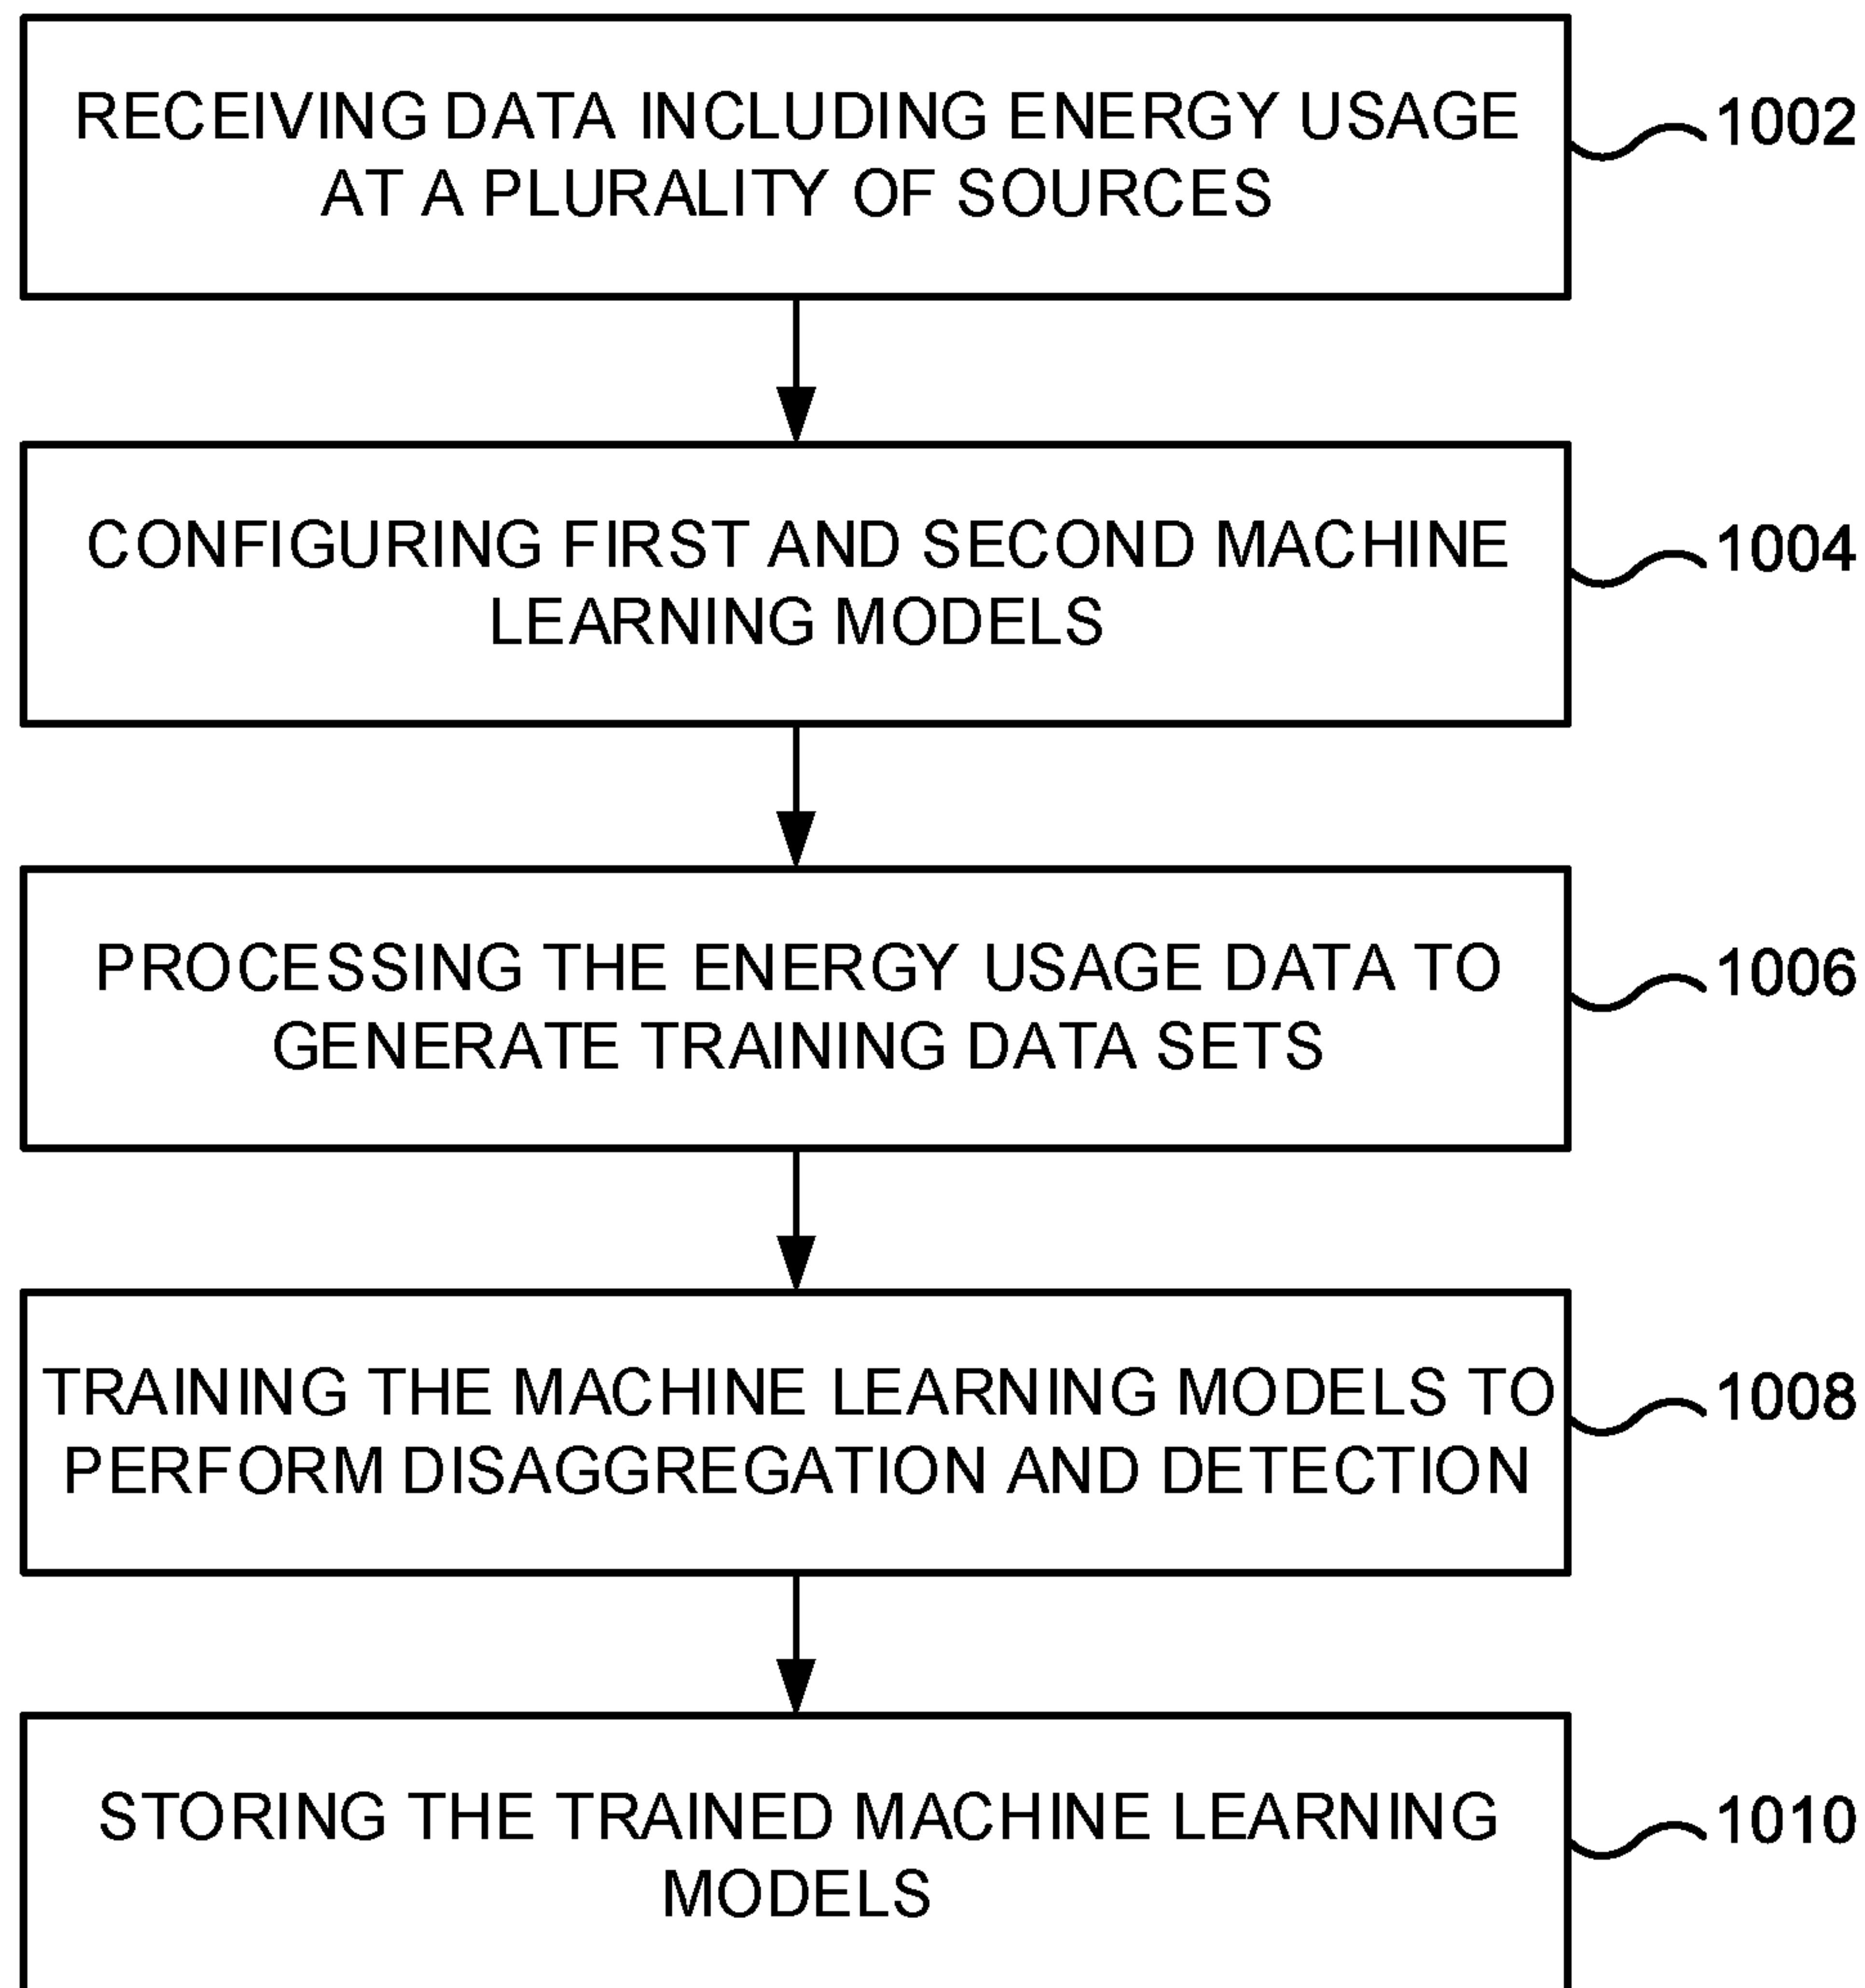 RECEIVING DATA INCLUDING ENERGY USAGE
AT A PLURALITY OF SOURCES
1002
CONFIGURING FIRST AND SECOND MACHINE
LEARNING MODELS
1004
PROCESSING THE ENERGY USAGE DATA TO
GENERATE TRAINING DATA SETS
1006
TRAINING THE MACHINE LEARNING MODELS TO
PERFORM DISAGGREGATION AND DETECTION
1008
STORING THE TRAINED MACHINE LEARNING
MODELS
1010